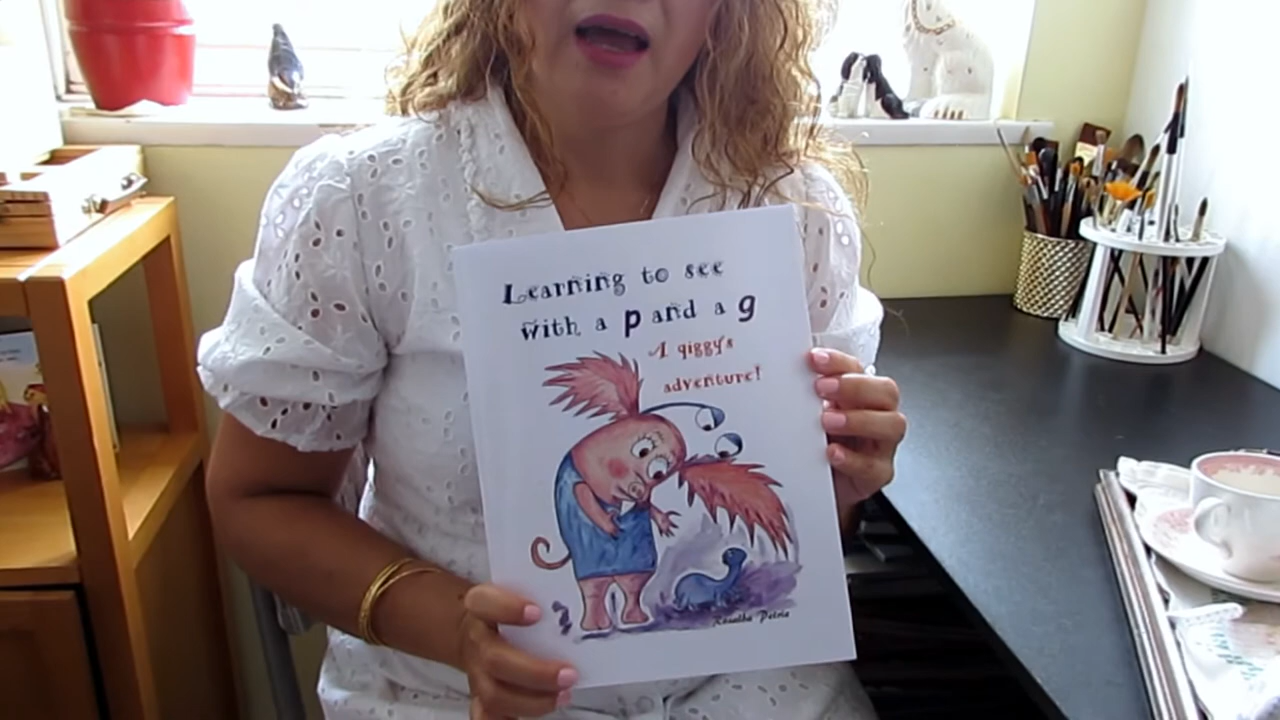 Learning to see
with a p and a g
A giggy's
adventure!
Rosalba Petrie